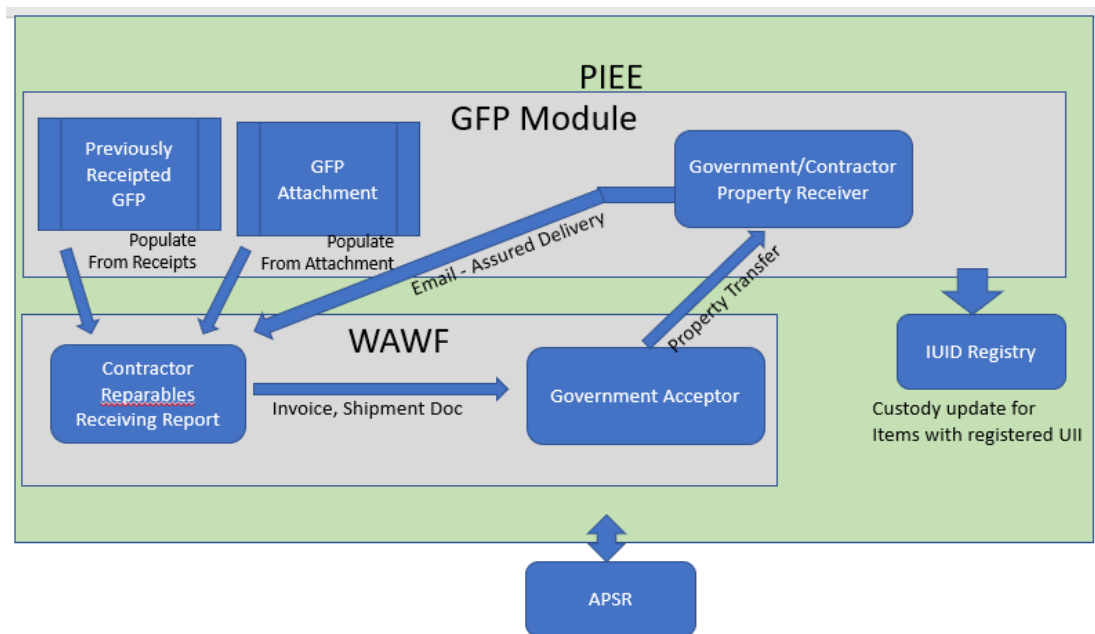 PIEE
GFP Module
Previously
Receipted
GFP
GFP
Attachment
Government/Contractor
Property Receiver
Populate
From Receipts
Populate
From Attachment
Email - Assured Delivery
Property Transfer
WAWF
Contractor
Reparables
Receiving Report
Invoice, Shipment Doc
Government Acceptor
IUID Registry
Custody update for
Items with registered UII
APSR